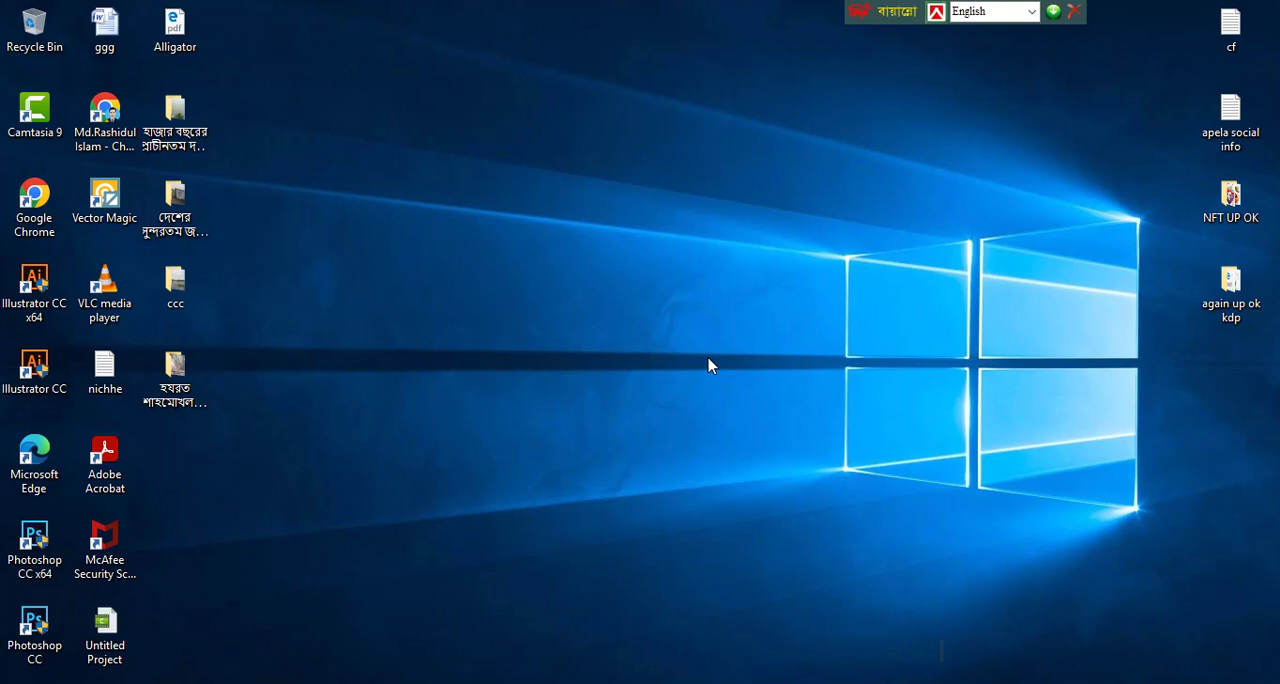 বায়ান্নো
English
Recycle Bin
ggg
Alligator
cf
Camtasia 9
Md.Rashidul
Islam - Ch...
হাজার বছরের
প্রাচীনতম দ...
apela social
info
Google
Chrome
Vector Magic
দেশের
সুন্দরতম জ...
NFT UP OK
Illustrator CC
x64
VLC media
player
ccc
again up ok
kdp
Illustrator CC
nichhe
হযরত
শাহমোখল...
Microsoft
Edge
Adobe
Acrobat
Photoshop
CC x64
McAfee
Security Sc...
Photoshop
CC
Untitled
Project